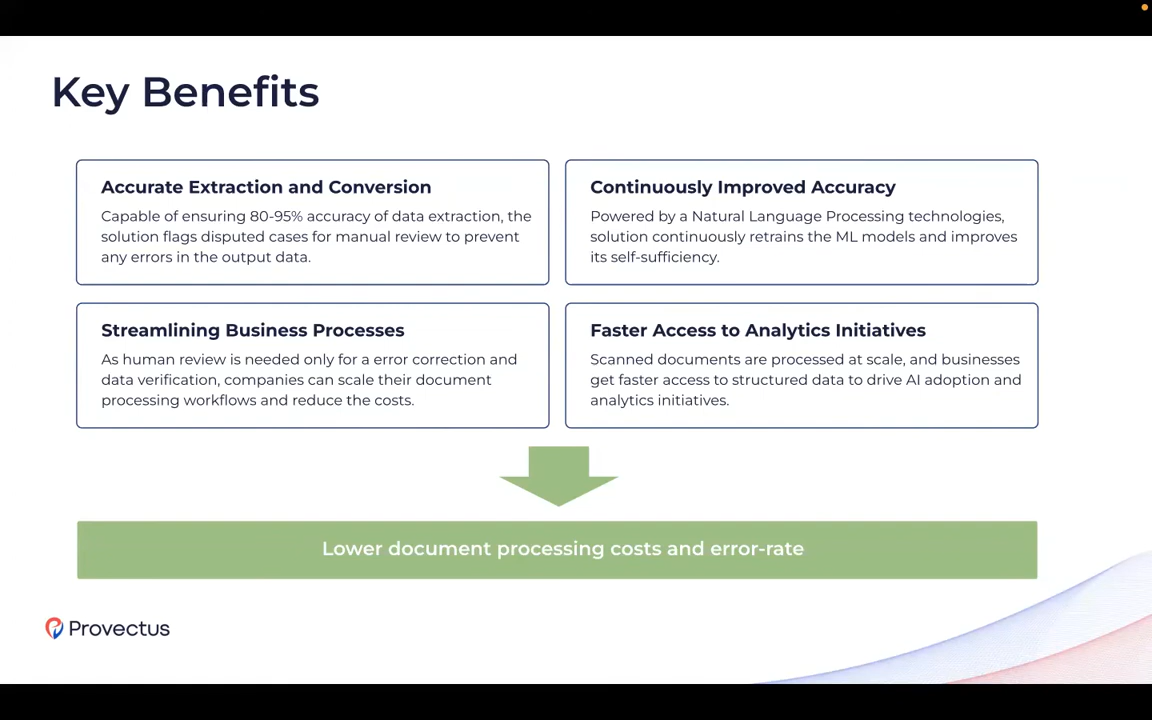 Key Benefits
Accurate Extraction and Conversion
Capable of ensuring 80-95% accuracy of data extraction, the
solution flags disputed cases for manual review to prevent
any errors in the output data.
Continuously Improved Accuracy
Powered by a Natural Language Processing technologies,
solution continuously retrains the ML models and improves
its self-sufficiency.
Streamlining Business Processes
As human review is needed only for a error correction and
data verification, companies can scale their document
processing workflows and reduce the costs.
Faster Access to Analytics Initiatives
Scanned documents are processed at scale, and businesses
get faster access to structured data to drive AI adoption and
analytics initiatives.
Lower document processing costs and error-rate
Provectus